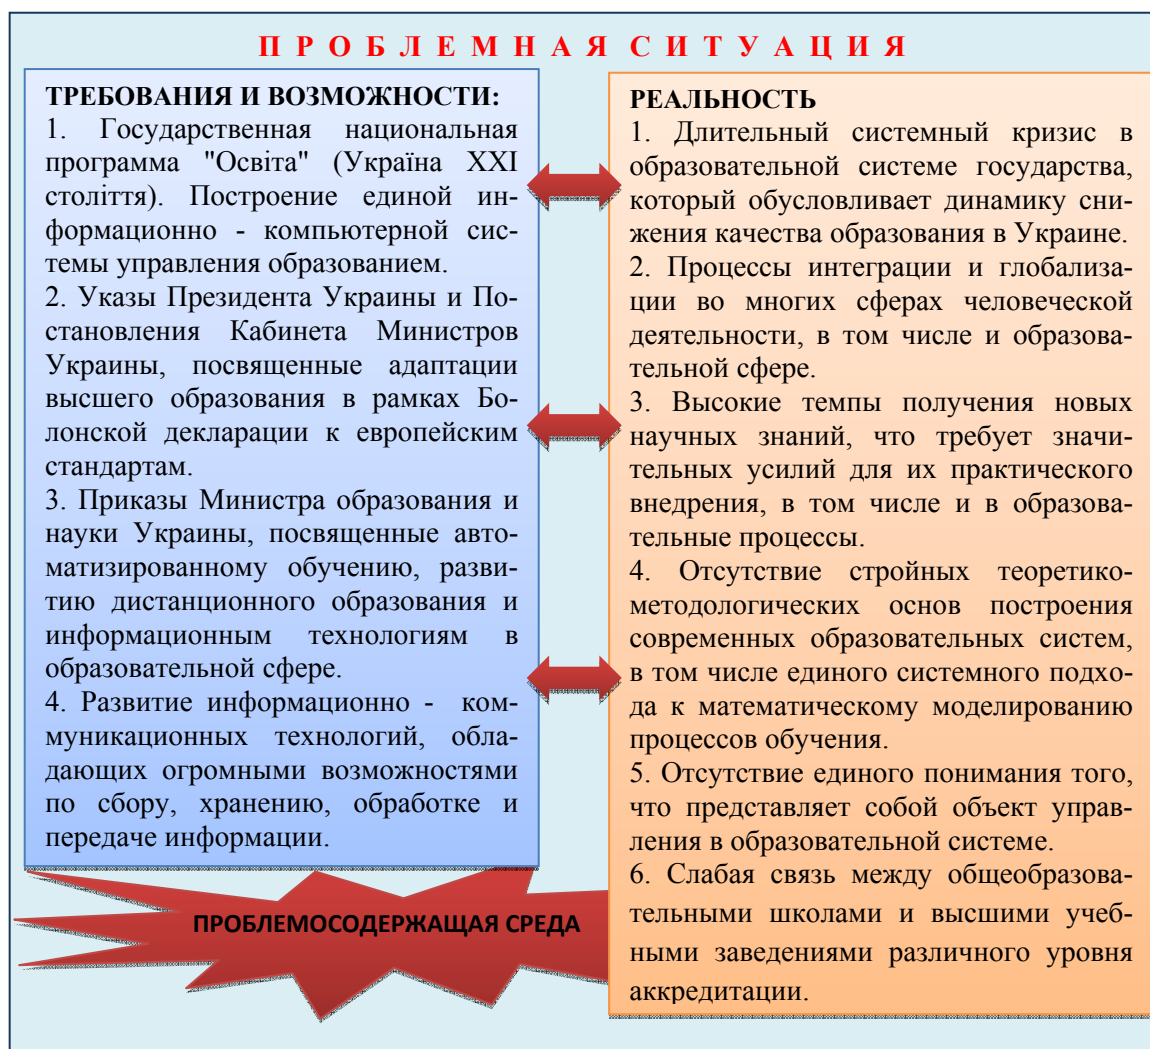 ПРОБЛЕМНАЯ СИТУАЦИЯ
ТРЕБОВАНИЯ И ВОЗМОЖНОСТИ:
1. Государственная национальная
программа "Освіта" (Україна XXI
століття). Построение единой ин-
формационно - компьютерной сис-
темы управления образованием.
2. Указы Президента Украины и По-
становления Кабинета Министров
Украины, посвященные адаптации
высшего образования в рамках Бо-
лонской декларации к европейским
стандартам.
3. Приказы Министра образования и
науки Украины, посвященные авто-
матизированному обучению, разви-
тию дистанционного образования и
информационным технологиям в
образовательной сфере.
4. Развитие информационно - ком-
муникационных технологий, обла-
дающих огромными возможностями
по сбору, хранению, обработке и
передаче информации.
РЕАЛЬНОСТЬ
1. Длительный системный кризис в
образовательной системе государства,
который обусловливает динамику сни-
жения качества образования в Украине.
2. Процессы интеграции и глобализа-
ции во многих сферах человеческой
деятельности, в том числе и образова-
тельной сфере.
3. Высокие темпы получения новых
научных знаний, что требует значи-
тельных усилий для их практического
внедрения, в том числе и в образова-
тельные процессы.
4. Отсутствие стройных теоретико-
методологических основ построения
современных образовательных систем,
в том числе единого системного подхо-
да к математическому моделированию
процессов обучения.
5. Отсутствие единого понимания того,
что представляет собой объект управ-
ления в образовательной системе.
6. Слабая связь между общеобразова-
тельными школами и высшими учеб-
ными заведениями различного уровня
аккредитации.
ПРОБЛЕМОСОДЕРЖАЩАЯ СРЕДА